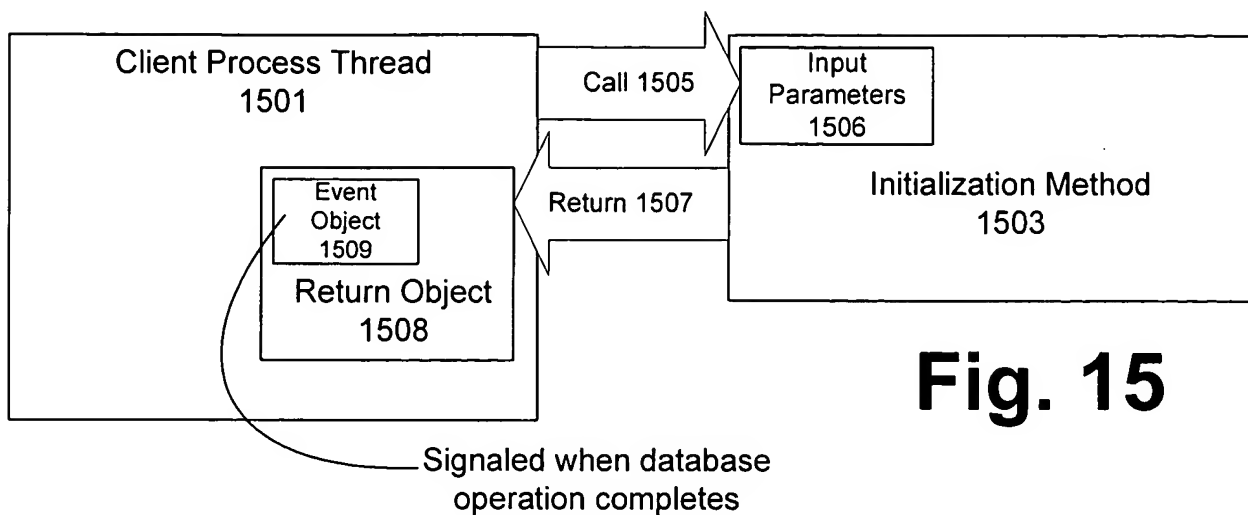 Client Process Thread
1501
Call 1505
Input
Parameters
1506
Event
Object
1509
Return Object
1508
Return 1507
Initialization Method
1503
Signaled when database
operation completes
Fig. 15